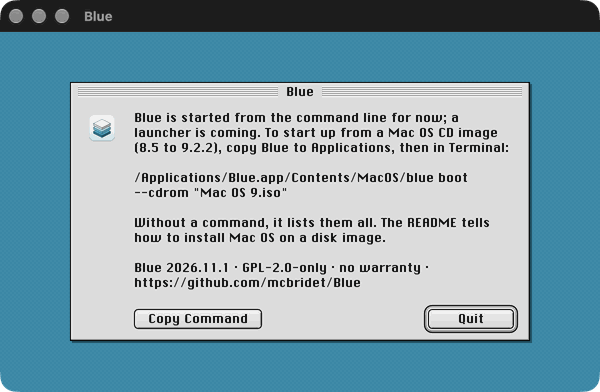 Blue
Blue
Blue is started from the command line for now; a
launcher is coming. To start up from a Mac OS CD image
(8.5 to 9.2.2), copy Blue to Applications, then in Terminal:
/Applications/Blue.app/Contents/MacOS/blue boot
--cdrom "Mac OS 9.iso"
Without a command, it lists them all. The README tells
how to install Mac OS on a disk image.
Blue 2026.11.1 · GPL-2.0-only · no warranty ·
https://github.com/mcbridet/Blue
Copy Command
Quit